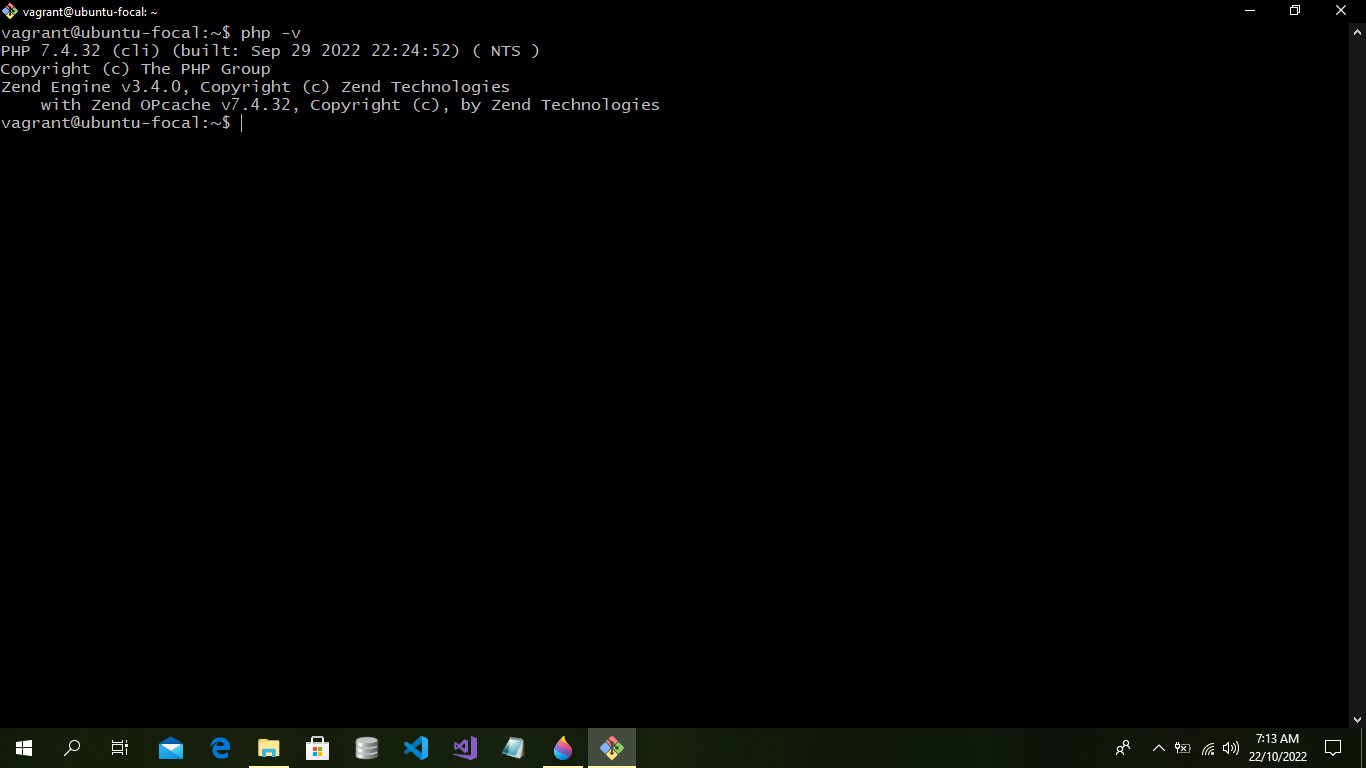 vagrant@ubuntu-focal: ~
vagrant@ubuntu-focal:~$ php -v
PHP 7.4.32 (cli) (built: Sep 29 2022 22:24:52) ( NTS )
Copyright (c) The PHP Group
Zend Engine v3.4.0, Copyright (c) Zend Technologies
    with Zend OPcache v7.4.32, Copyright (c), by Zend Technologies
vagrant@ubuntu-focal:~$
7:13 AM
22/10/2022